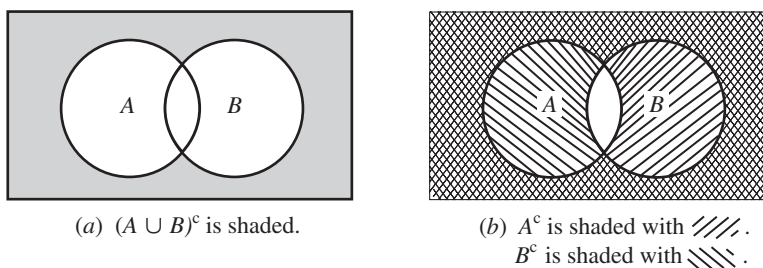 A B
A B
(a) (A ∪ B)ᶜ is shaded.
(b) Aᶜ is shaded with .
Bᶜ is shaded with .